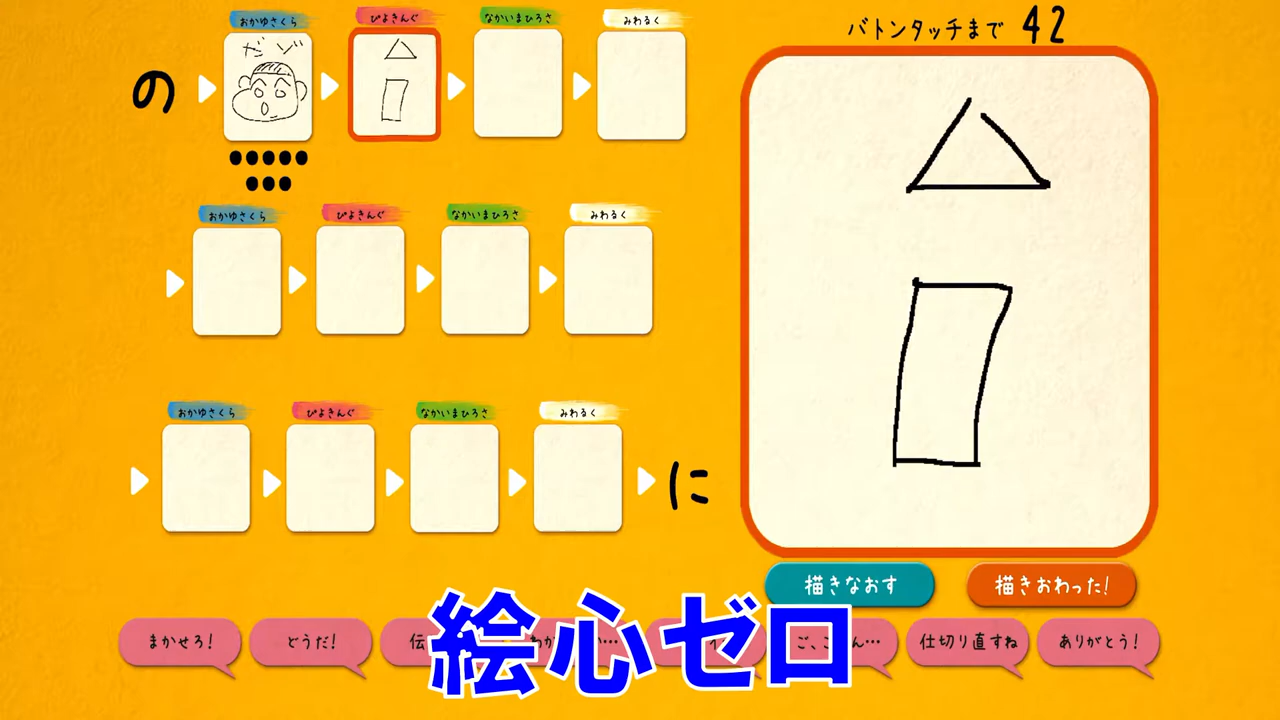 バトンタッチまで 42
おかゆさくら ぴよきんぐ なかいまひろさ みわるく
の
だゾ
おかゆさくら ぴよきんぐ なかいまひろさ みわるく
おかゆさくら ぴよきんぐ なかいまひろさ みわるく
に
描きなおす 描きおわった!
絵心ゼロ
まかせろ! どうだ! 仕切り直すね ありがとう!